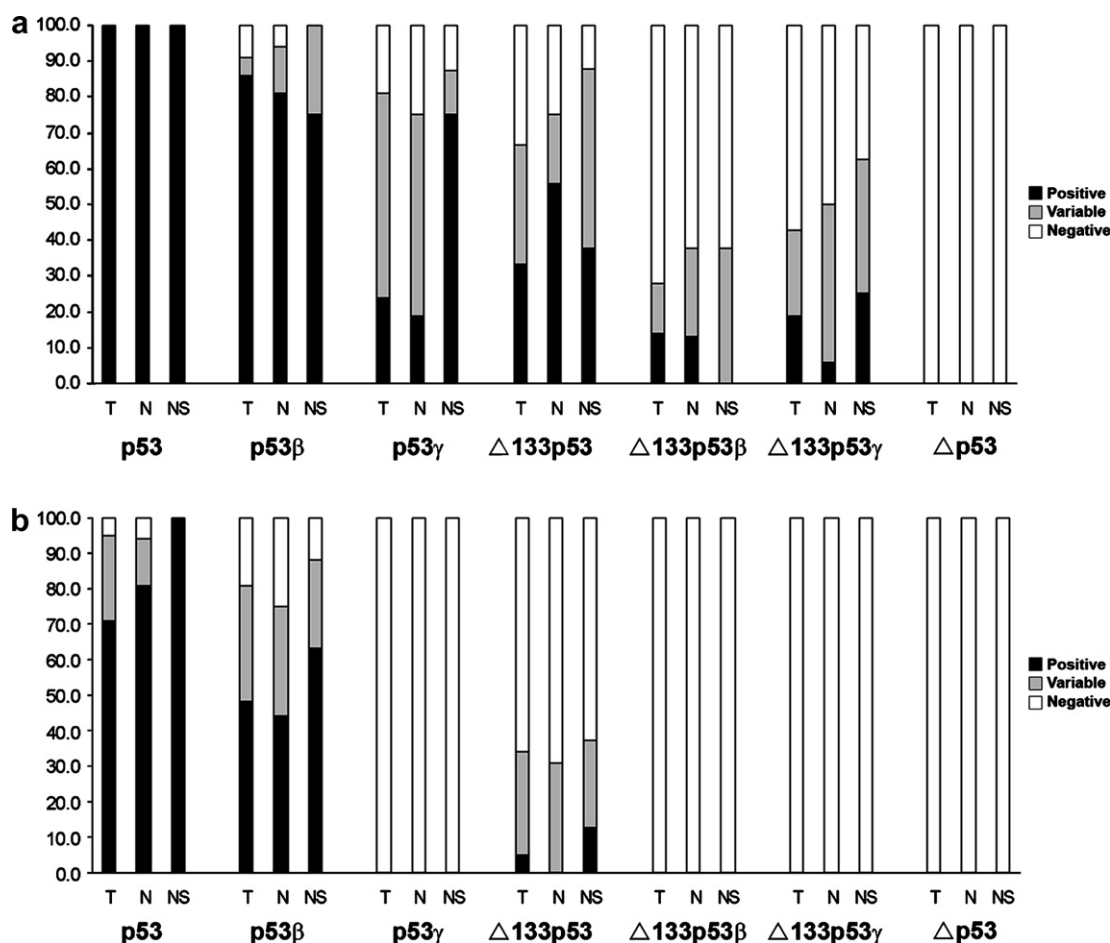 a
100.0
90.0
80.0
70.0
60.0
50.0
40.0
30.0
20.0
10.0
0.0
Positive
Variable
Negative
T N NS T N NS T N NS T N NS T N NS T N NS T N NS
p53 p53β p53γ △133p53 △133p53β △133p53γ △p53
b
100.0
90.0
80.0
70.0
60.0
50.0
40.0
30.0
20.0
10.0
0.0
Positive
Variable
Negative
T N NS T N NS T N NS T N NS T N NS T N NS T N NS
p53 p53β p53γ △133p53 △133p53β △133p53γ △p53